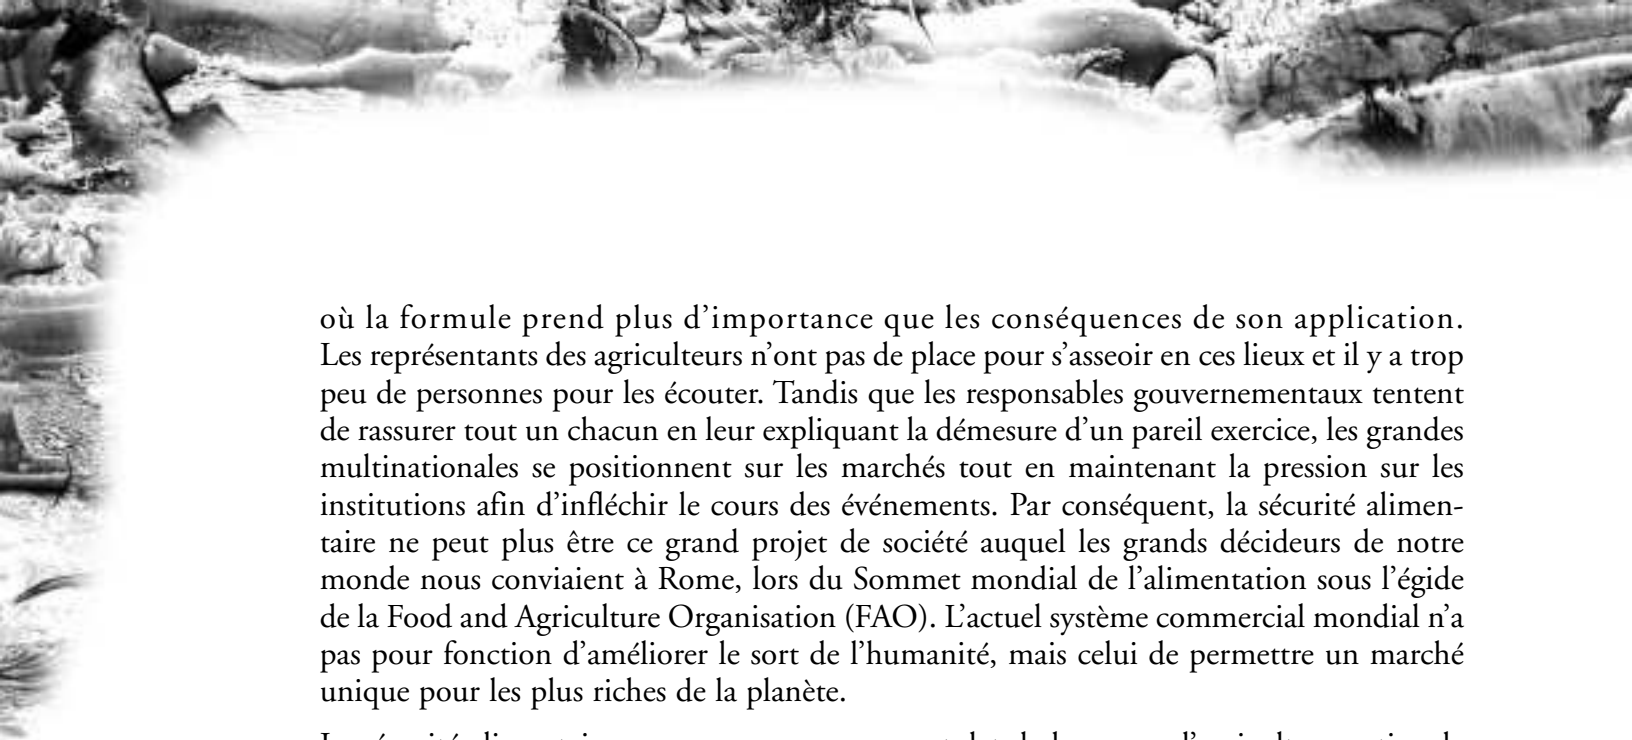 où la formule prend plus d’importance que les conséquences de son application.
Les représentants des agriculteurs n’ont pas de place pour s’asseoir en ces lieux et il y a trop
peu de personnes pour les écouter. Tandis que les responsables gouvernementaux tentent
de rassurer tout un chacun en leur expliquant la démesure d’un pareil exercice, les grandes
multinationales se positionnent sur les marchés tout en maintenant la pression sur les
institutions afin d’infléchir le cours des événements. Par conséquent, la sécurité alimen-
taire ne peut plus être ce grand projet de société auquel les grands décideurs de notre
monde nous conviaient à Rome, lors du Sommet mondial de l’alimentation sous l’égide
de la Food and Agriculture Organisation (FAO). L’actuel système commercial mondial n’a
pas pour fonction d’améliorer le sort de l’humanité, mais celui de permettre un marché
unique pour les plus riches de la planète.